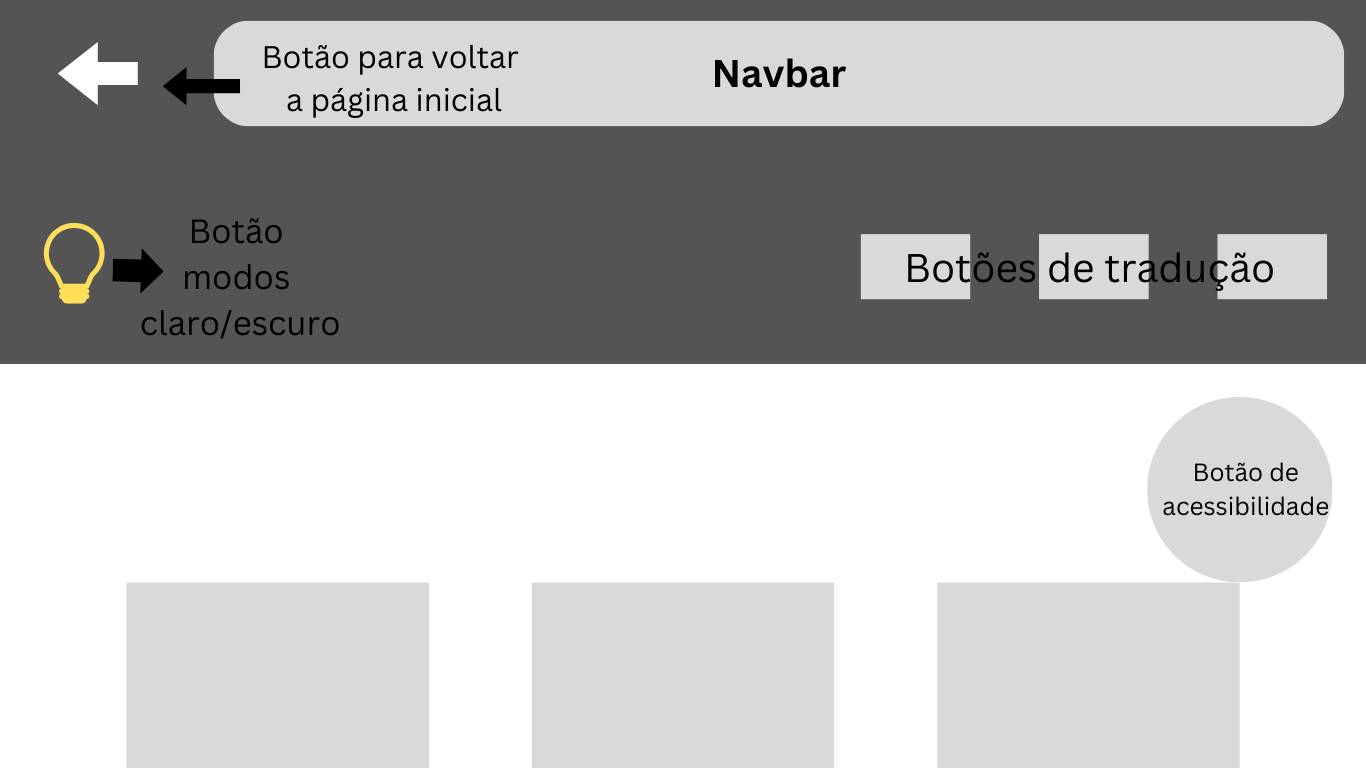 Botão para voltar
a página inicial
Navbar
Botão
modos
claro/escuro
Botões de tradução
Botão de
acessibilidade